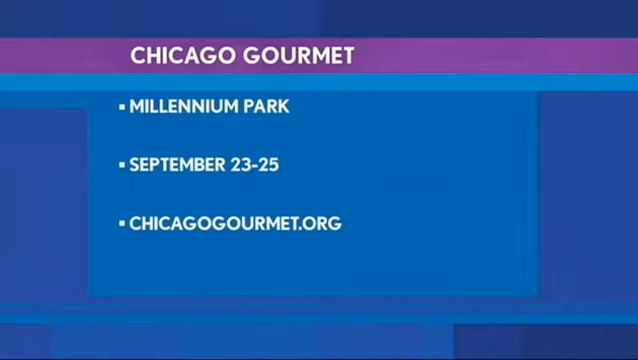 CHICAGO GOURMET
▪ MILLENNIUM PARK
▪ SEPTEMBER 23-25
▪ CHICAGOGOURMET.ORG